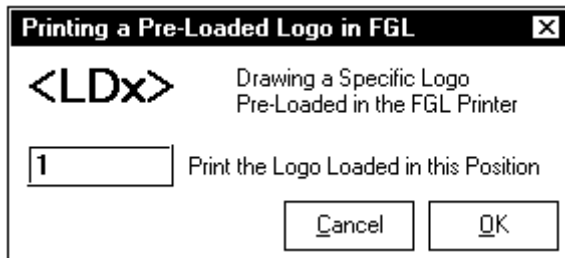 Printing a Pre-Loaded Logo in FGL
<LDx>
Drawing a Specific Logo
Pre-Loaded in the FGL Printer
1
Print the Logo Loaded in this Position
Cancel
OK